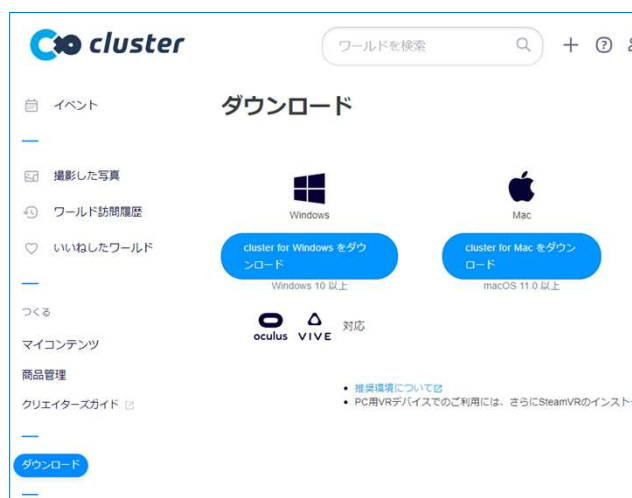 cluster
ワールドを検索
イベント
ダウンロード
撮影した写真
ワールド訪問履歴
いいねしたワールド
Windows
Mac
cluster for Windows をダウ
ンロード
cluster for Mac をダウン
ロード
Windows 10 以上
macOS 11.0 以上
つくる
oculus
VIVE
対応
マイコンテンツ
商品管理
クリエイターズガイド
推奨環境について
PC用VRデバイスでのご利用には、さらにSteamVRのインスト
ダウンロード